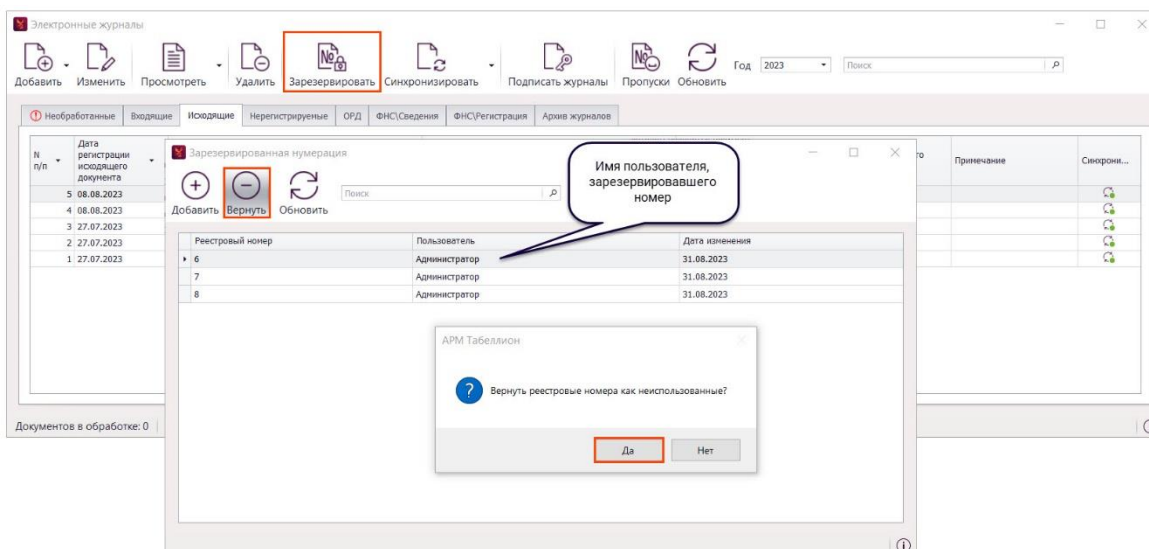 Электронные журналы
Добавить Изменить Просмотреть Удалить Зарезервировать Синхронизировать Подписать журналы Пропуски Обновить Год 2023 Поиск
Необработанные Входящие Исходящие Нерегистрируемые ОРД ФНС\Сведения ФНС\Регистрация Архив журналов
N п/п
Дата
регистрации
исходящего
документа
Примечание Синхрони...
5 08.08.2023
4 08.08.2023
3 27.07.2023
2 27.07.2023
1 27.07.2023
Документов в обработке: 0
Зарезервированная нумерация
Добавить Вернуть Обновить Поиск
Имя пользователя,
зарезервировавшего
номер
Реестровый номер Пользователь Дата изменения
6 Администратор 31.08.2023
7 Администратор 31.08.2023
8 Администратор 31.08.2023
АРМ Табеллион
Вернуть реестровые номера как неиспользованные?
Да Нет